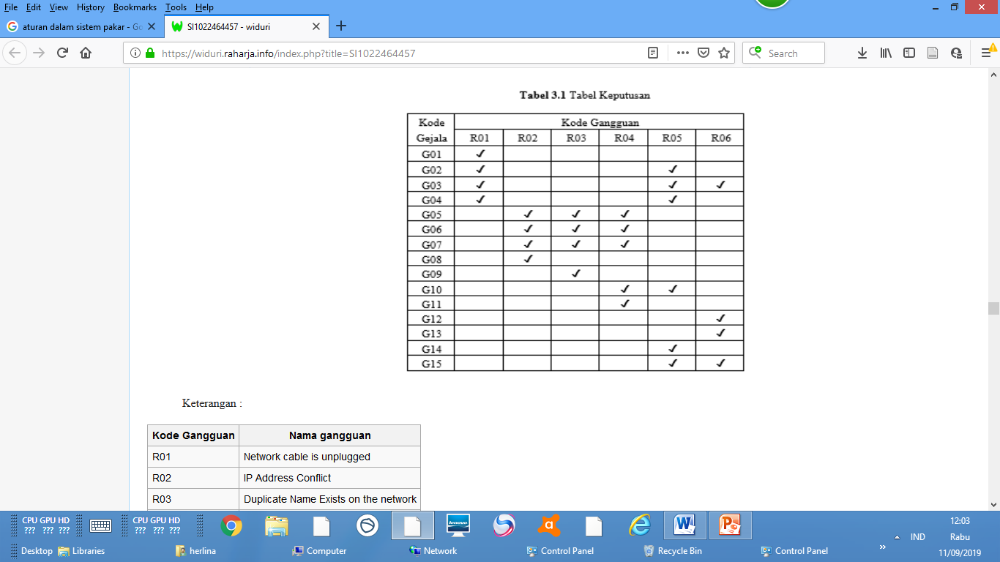 File Edit View History Bookmarks Tools Help
aturan dalam sistem pakar - Go
SI1022464457 - widuri
https://widuri.raharja.info/index.php?title=SI1022464457
Search
Tabel 3.1 Tabel Keputusan
Kode Gejala Kode Gangguan
R01 R02 R03 R04 R05 R06
G01 ✓
G02 ✓ ✓
G03 ✓ ✓ ✓
G04 ✓ ✓
G05 ✓ ✓ ✓
G06 ✓ ✓ ✓
G07 ✓ ✓ ✓
G08 ✓
G09 ✓
G10 ✓ ✓
G11 ✓
G12 ✓
G13 ✓
G14 ✓
G15 ✓ ✓
Keterangan :
Kode Gangguan Nama gangguan
R01 Network cable is unplugged
R02 IP Address Conflict
R03 Duplicate Name Exists on the network
CPU GPU HD CPU GPU HD
??? ??? ??? ??? ??? ???
lenovo
12:03
IND Rabu
11/09/2019
Desktop Libraries herlina Computer Network Control Panel Recycle Bin Control Panel